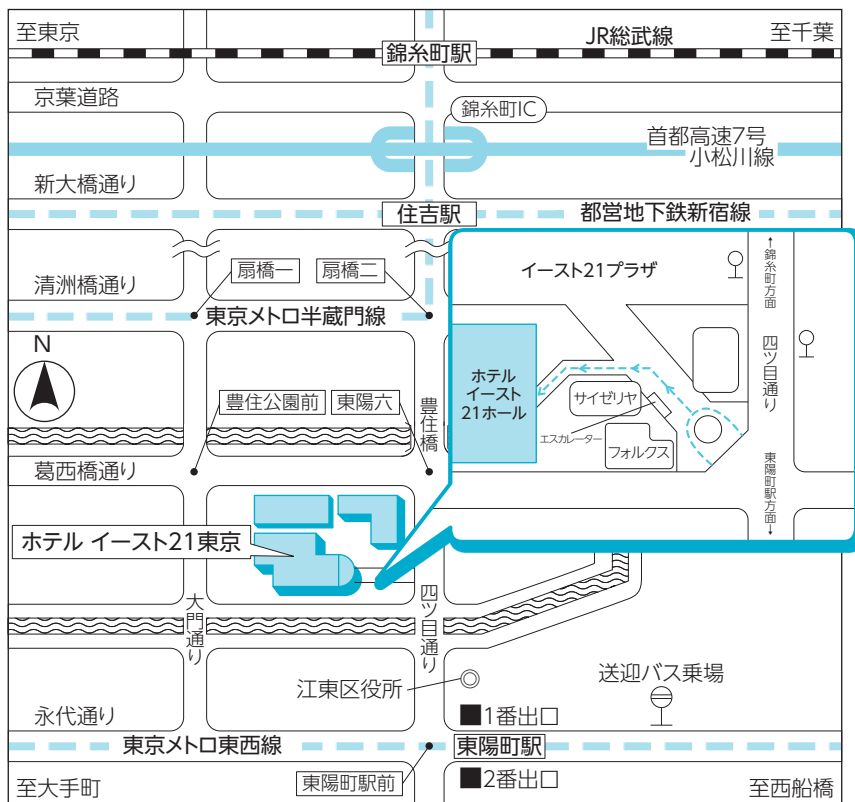 至東京
JR総武線
至千葉
錦糸町駅
京葉道路
錦糸町IC
首都高速7号
小松川線
新大橋通り
住吉駅
都営地下鉄新宿線
清洲橋通り
扇橋一
扇橋二
東京メトロ半蔵門線
N
豊住公園前
東陽六
豊住橋
葛西橋通り
イースト21プラザ
←錦糸町方面
四ツ目通り
東陽町駅方面→
ホテル
イースト
21ホール
サイゼリヤ
エスカレーター
フォルクス
ホテル イースト21東京
大門通り
四ツ目通り
江東区役所
送迎バス乗場
永代通り
■1番出口
東京メトロ東西線
東陽町駅
東陽町駅前
■2番出口
至大手町
至西船橋